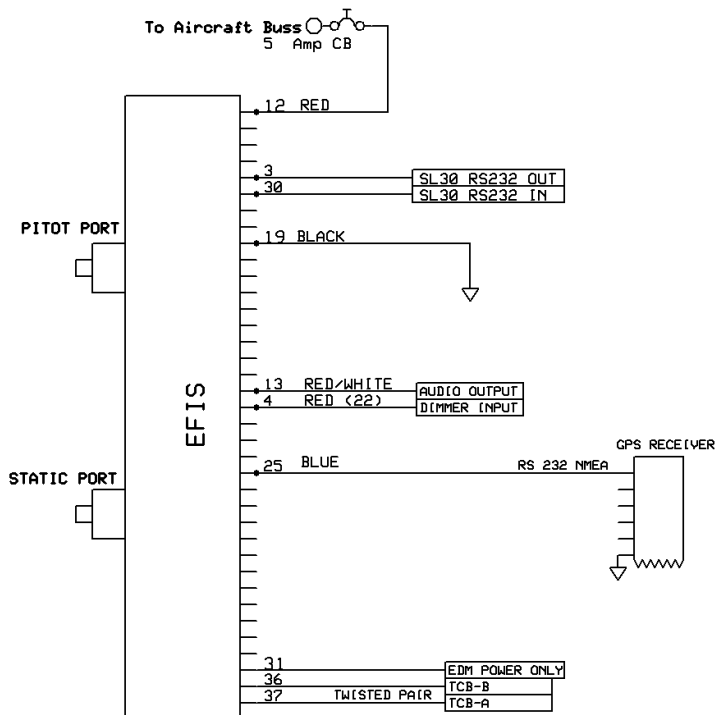 To Aircraft Buss
5 Amp CB
12 RED
3
SL30 RS232 OUT
30
SL30 RS232 IN
PITOT PORT
19 BLACK
13 RED/WHITE
AUDIO OUTPUT
4 RED (22)
DIMMER INPUT
EFIS
GPS RECEIVER
25 BLUE
RS 232 NMEA
STATIC PORT
31
EDM POWER ONLY
36
TCB-B
37 TWISTED PAIR
TCB-A